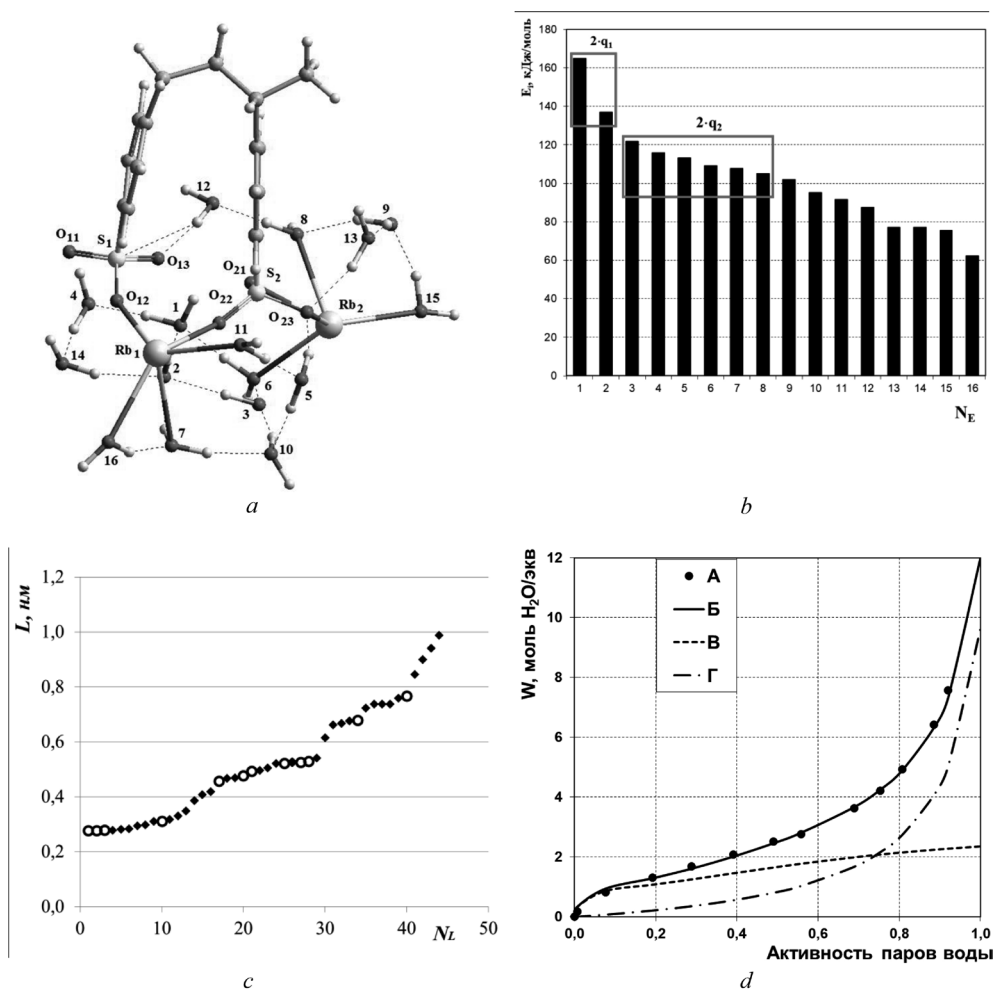 12
9
8
13
O11
S1
O13
O21
S2
4
O12
1
O22
Rb2
15
O23
11
Rb1
14
2
6
5
3
7
16
10
a
E1, кДж/моль
180
160
140
120
100
80
60
40
20
0
2·q1
2·q2
1 2 3 4 5 6 7 8 9 10 11 12 13 14 15 16
NE
b
L, нм
1,2
1,0
0,8
0,6
0,4
0,2
0,0
0 10 20 30 40 NL 50
c
W, моль H2O/экв
12
10
8
6
4
2
0
А
Б
В
Г
0,0 0,2 0,4 0,6 0,8 1,0
Активность паров воды
d